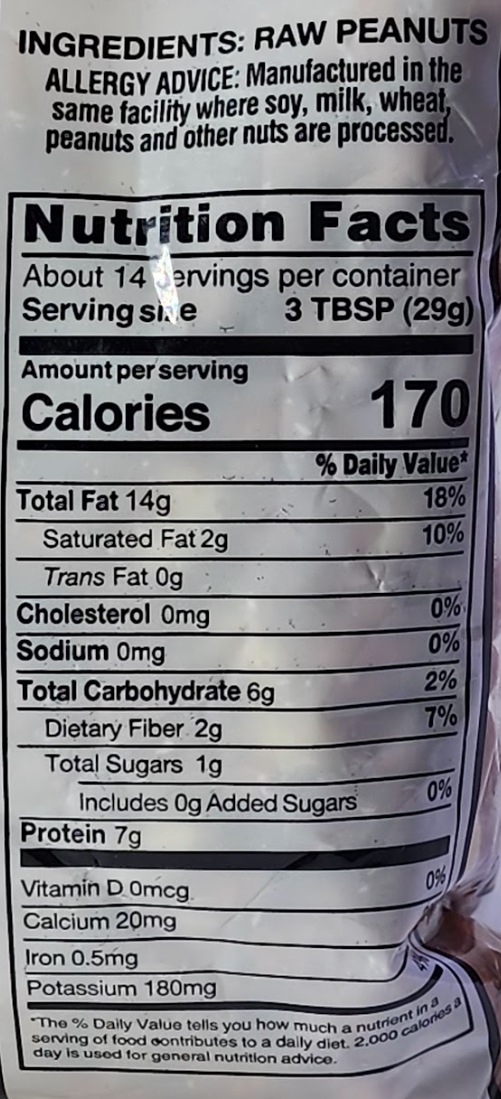 INGREDIENTS: RAW PEANUTS
ALLERGY ADVICE: Manufactured in the
same facility where soy, milk, wheat,
peanuts and other nuts are processed.
Nutrition Facts
About 14 servings per container
Serving size 3 TBSP (29g)
Amount per serving
Calories 170
% Daily Value*
Total Fat 14g 18%
Saturated Fat 2g 10%
Trans Fat 0g
Cholesterol 0mg 0%
Sodium 0mg 0%
Total Carbohydrate 6g 2%
Dietary Fiber 2g 7%
Total Sugars 1g
Includes 0g Added Sugars 0%
Protein 7g
Vitamin D 0mcg 0%
Calcium 20mg
Iron 0.5mg
Potassium 180mg
*The % Daily Value tells you how much a nutrient in a
serving of food contributes to a daily diet. 2,000 calories a
day is used for general nutrition advice.